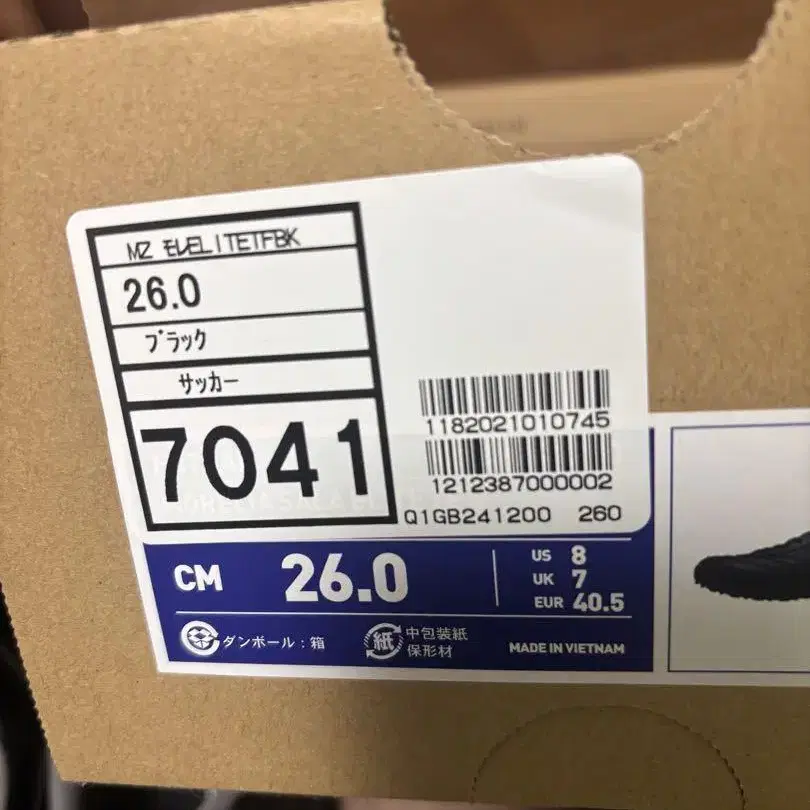 MZ モレELITETFBK
26.0
ブラック
サッカー
7041
1182021010745
1212387000002
Q1GB241200 260
CM 26.0
US 8
UK 7
EUR 40.5
ダンボール:箱
紙 中包装紙
保形材
MADE IN VIETNAM